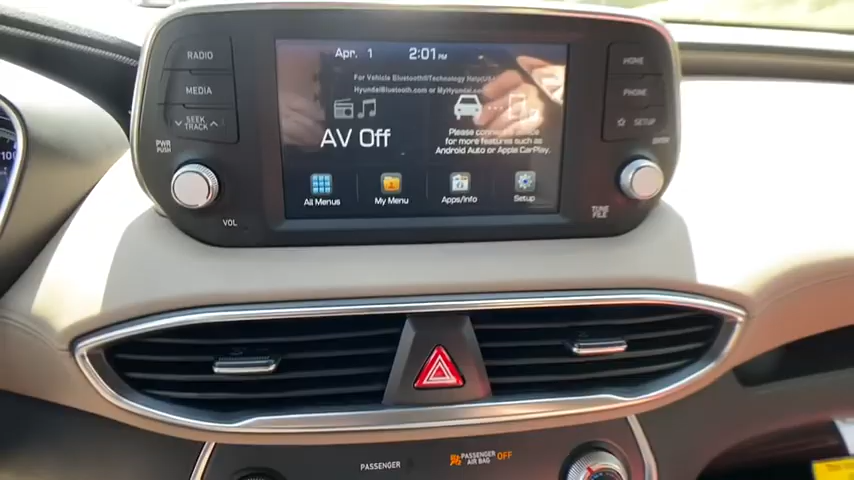 RADIO
MEDIA
SEEK
TRACK
PWR
PUSH
VOL
Apr. 1 2:01 PM
For Vehicle Bluetooth® Technology Help
HyundaiBluetooth.com or MyHyundai.com
AV Off
Please connect device
for more features such as
Android Auto or Apple CarPlay.
All Menus
My Menu
Apps/Info
Setup
HOME
PHONE
SETUP
TUNE
FILE
100
PASSENGER
PASSENGER
AIR BAG OFF